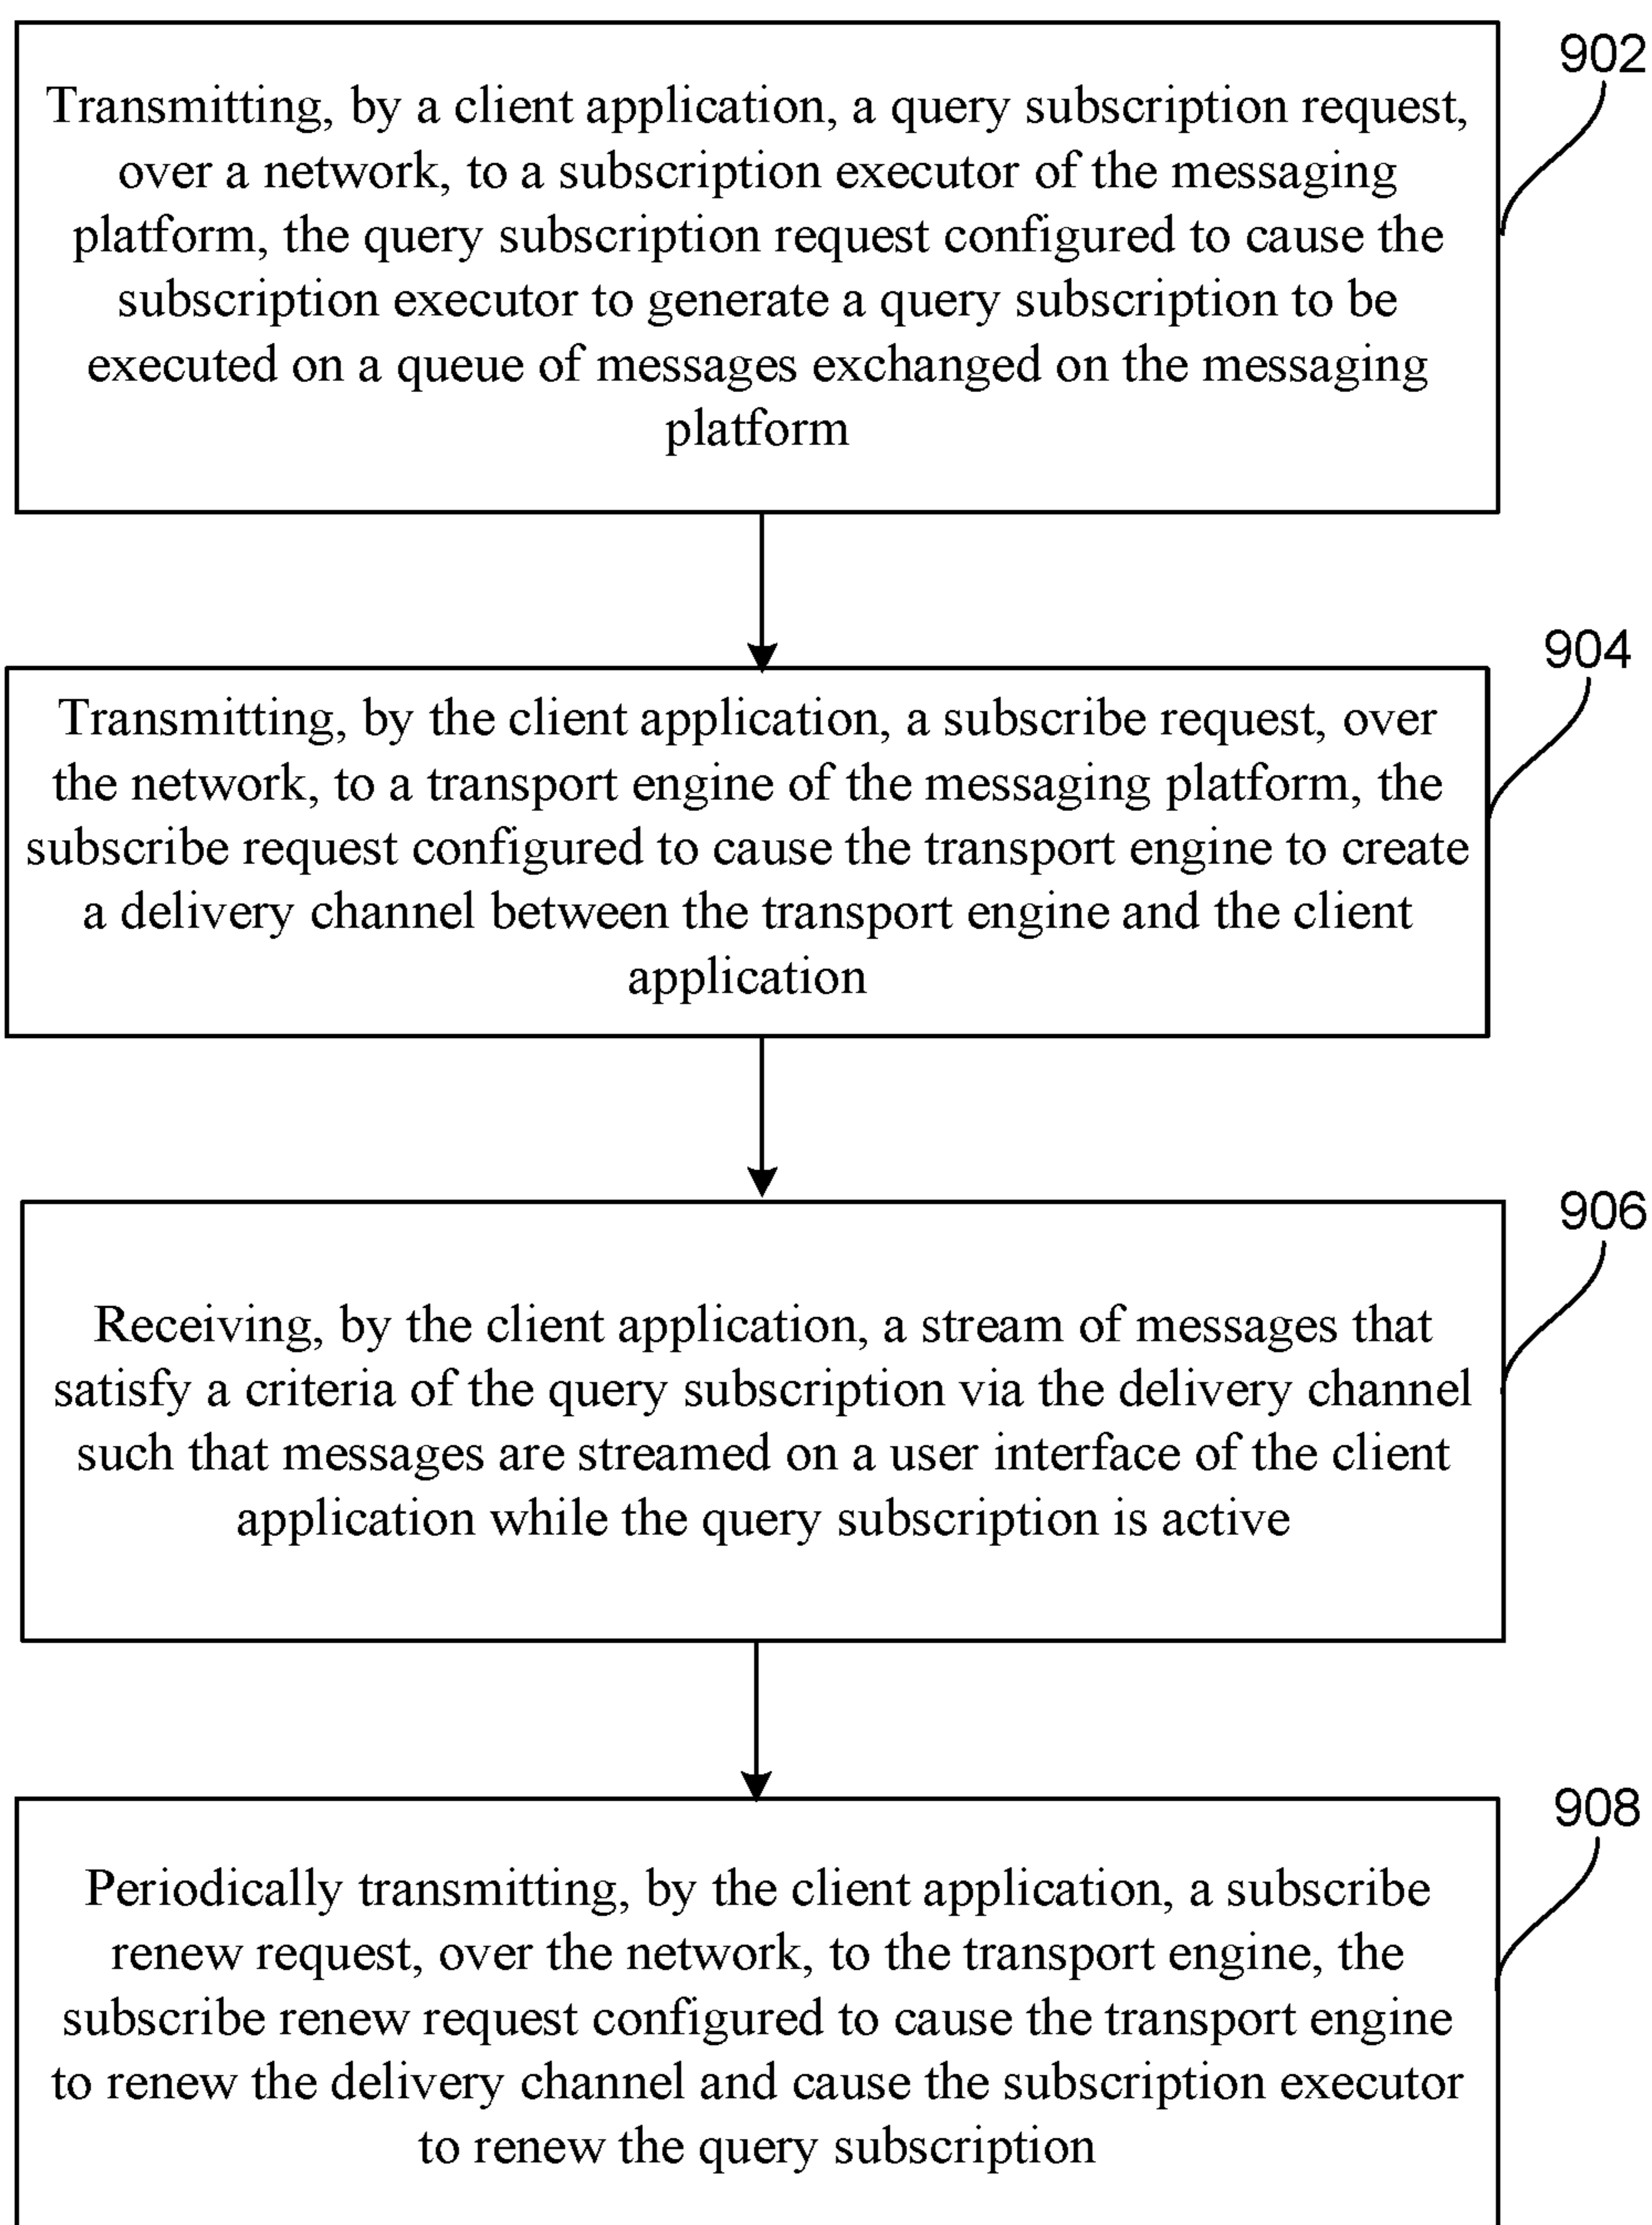 902
Transmitting, by a client application, a query subscription request,
over a network, to a subscription executor of the messaging
platform, the query subscription request configured to cause the
subscription executor to generate a query subscription to be
executed on a queue of messages exchanged on the messaging
platform
904
Transmitting, by the client application, a subscribe request, over
the network, to a transport engine of the messaging platform, the
subscribe request configured to cause the transport engine to create
a delivery channel between the transport engine and the client
application
906
Receiving, by the client application, a stream of messages that
satisfy a criteria of the query subscription via the delivery channel
such that messages are streamed on a user interface of the client
application while the query subscription is active
908
Periodically transmitting, by the client application, a subscribe
renew request, over the network, to the transport engine, the
subscribe renew request configured to cause the transport engine
to renew the delivery channel and cause the subscription executor
to renew the query subscription